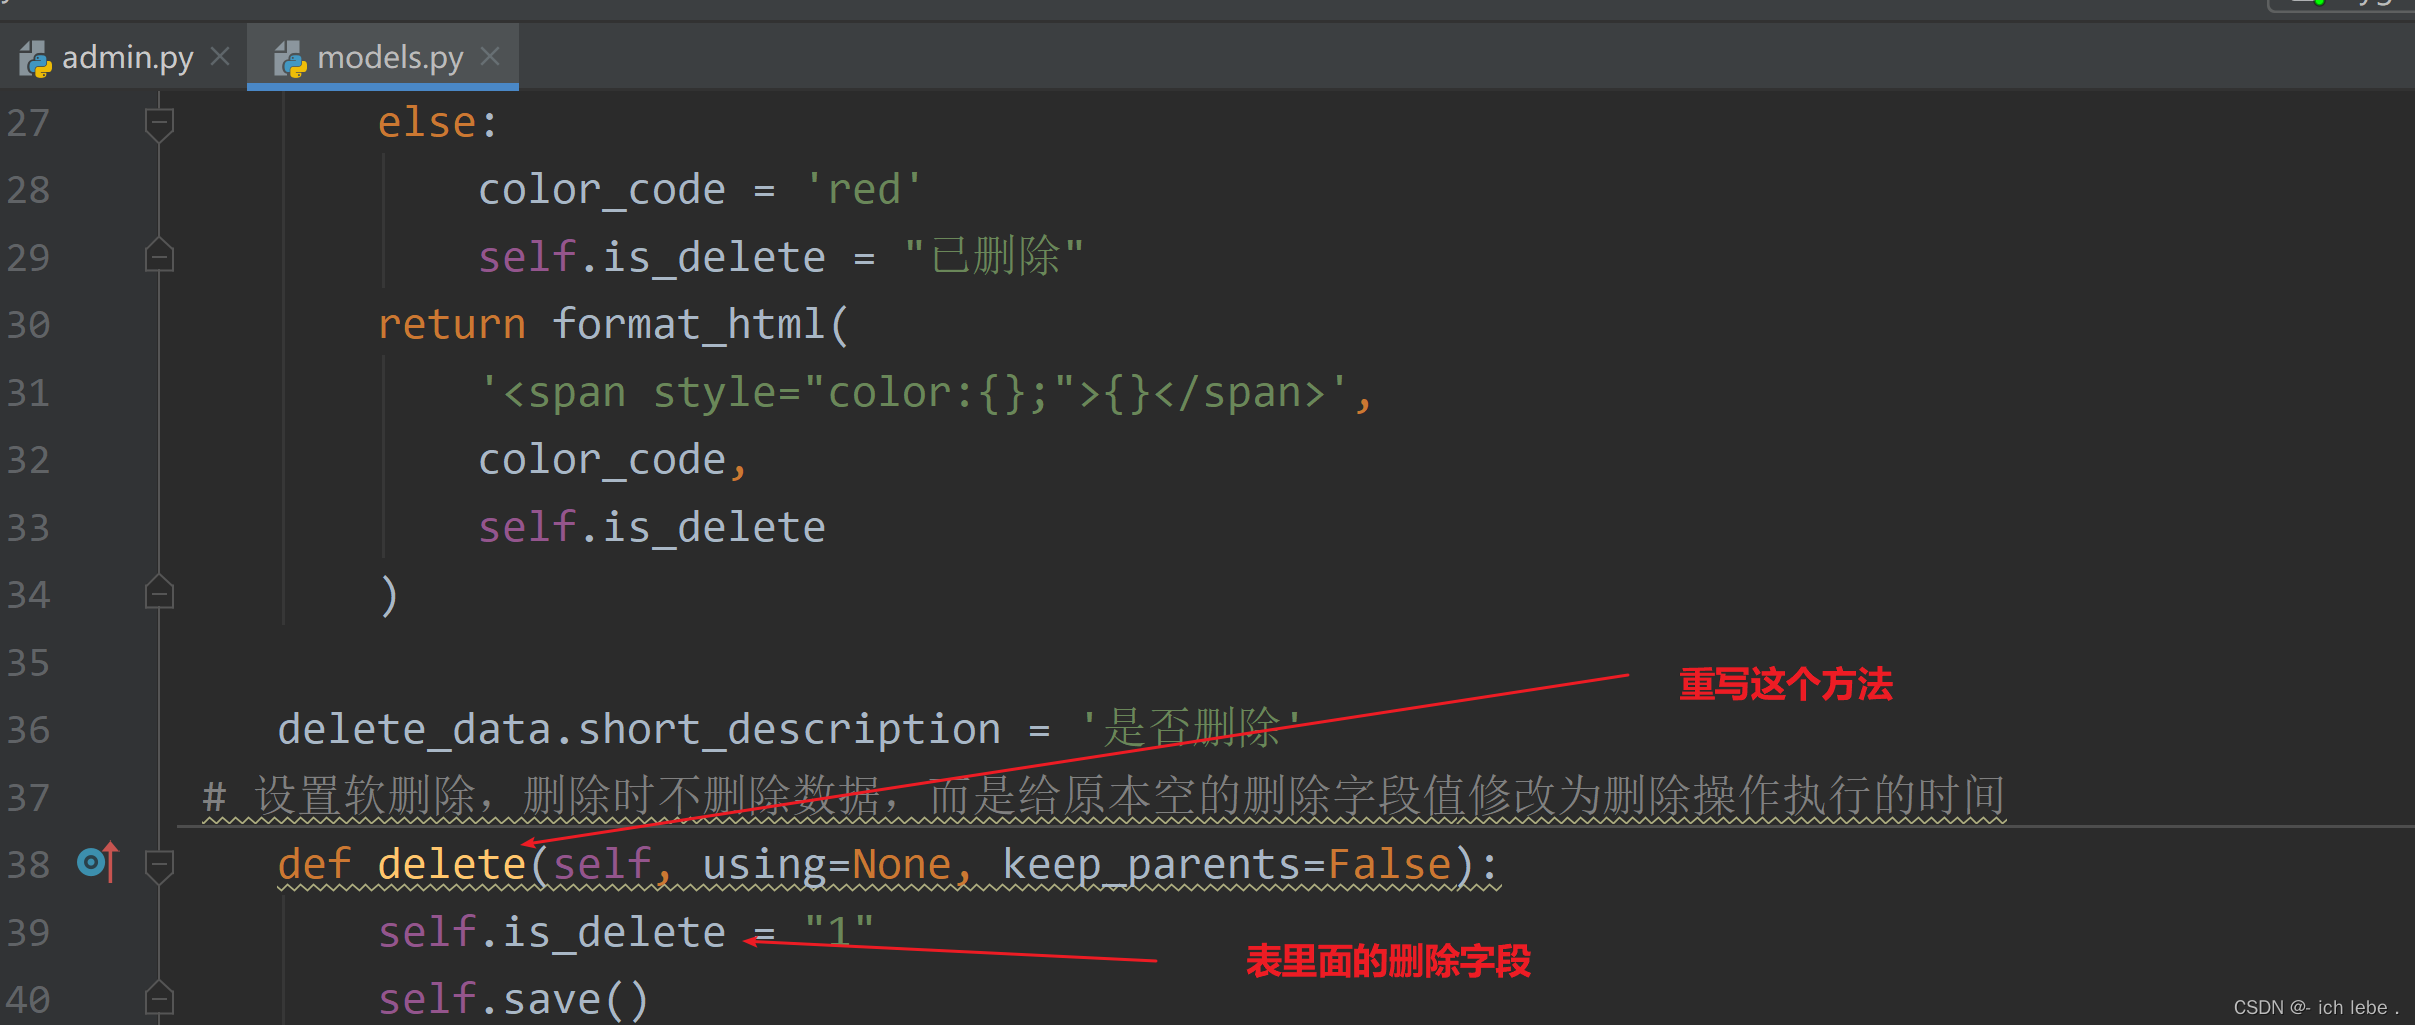 admin.py
models.py
27 else:
28 color_code = 'red'
29 self.is_delete = "已删除"
30 return format_html(
31 '<span style="color:{};">{}</span>',
32 color_code,
33 self.is_delete
34 )
35
重写这个方法
36 delete_data.short_description = '是否删除'
37 # 设置软删除，删除时不删除数据，而是给原本空的删除字段值修改为删除操作执行的时间
38 def delete(self, using=None, keep_parents=False):
39 self.is_delete = "1"
表里面的删除字段
40 self.save()
CSDN @- ich lebe .